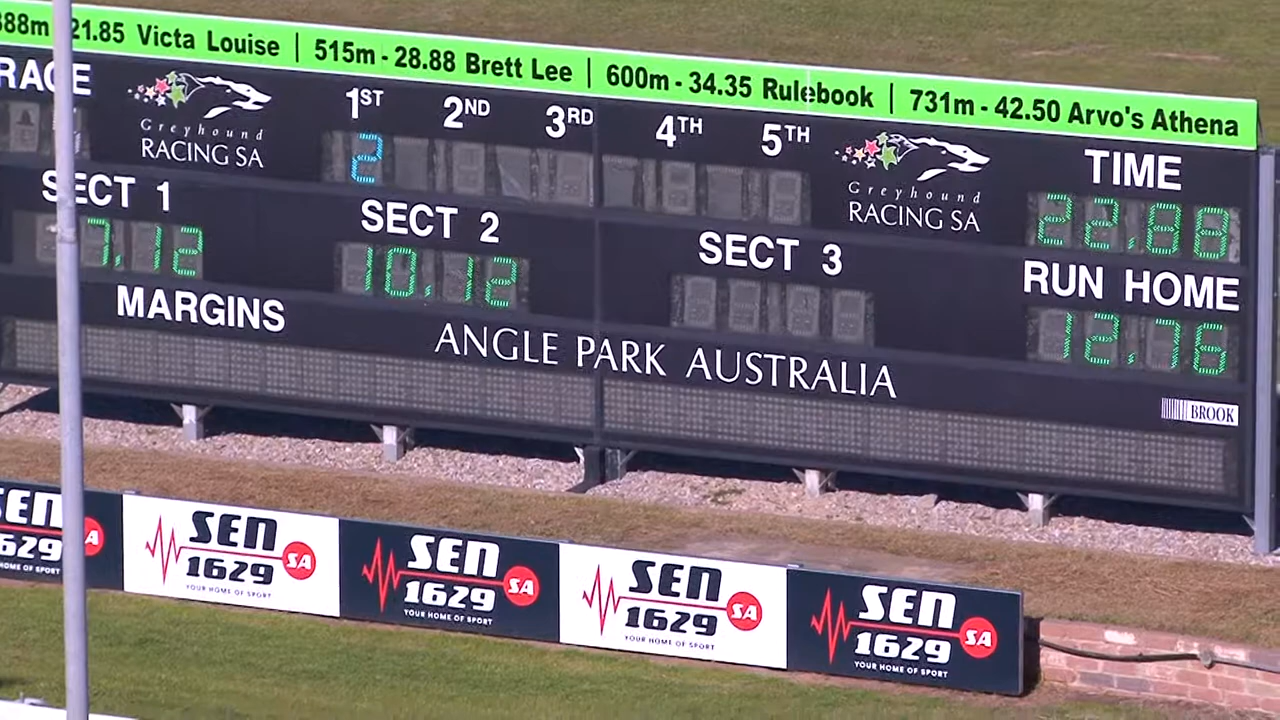 88m 21.85 Victa Louise | 515m - 28.88 Brett Lee | 600m - 34.35 Rulebook | 731m - 42.50 Arvo's Athena
RACE
Greyhound
RACING SA
1ST 2ND 3RD 4TH 5TH
2
Greyhound
RACING SA
TIME
22.88
SECT 1
7.12
SECT 2
10.12
SECT 3
RUN HOME
12.76
MARGINS
ANGLE PARK AUSTRALIA
BROOK
SEN
1629
SA
HOME OF SPORT
SEN
1629
SA
YOUR HOME OF SPORT
SEN
1629
SA
YOUR HOME OF SPORT
SEN
1629
SA
YOUR HOME OF SPORT
SEN
1629
SA
YOUR HOME OF SPORT